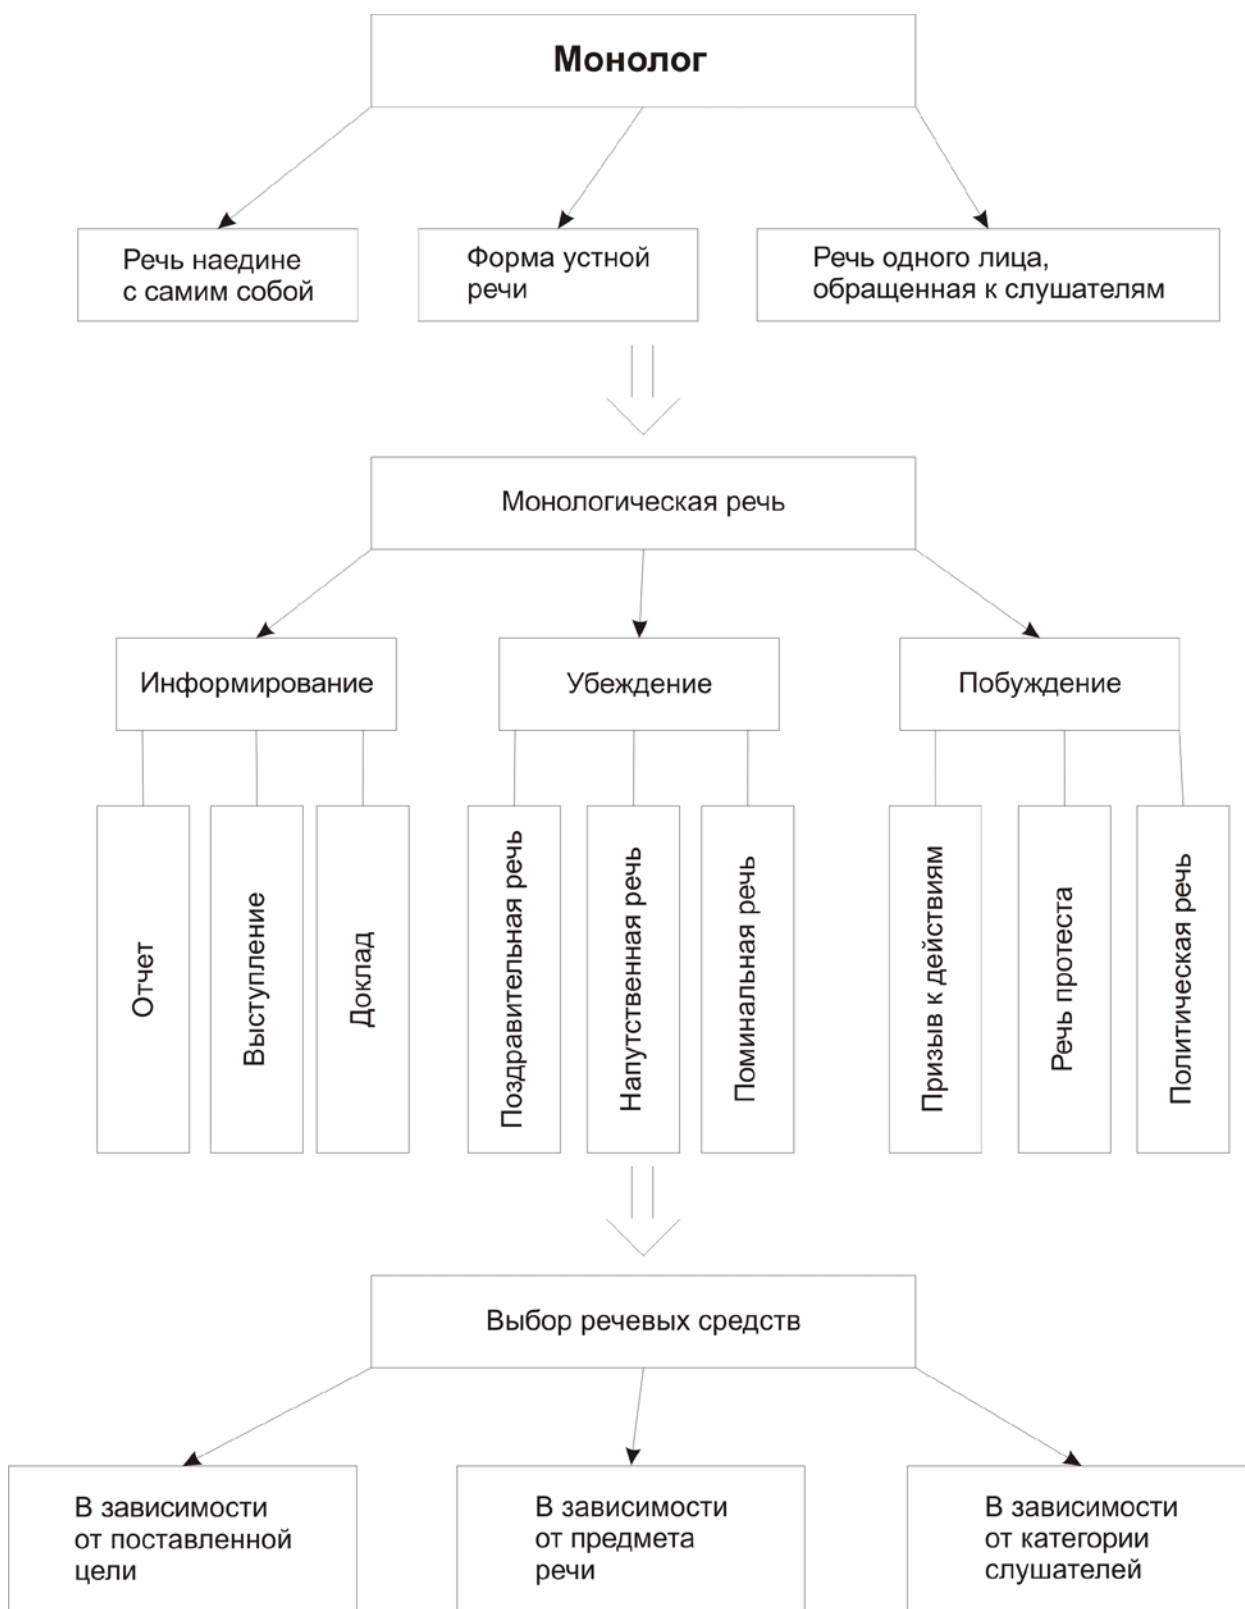 Монолог
Речь наедине
с самим собой
Форма устной
речи
Речь одного лица,
обращенная к слушателям
Монологическая речь
Информирование
Убеждение
Побуждение
Отчет
Выступление
Доклад
Поздравительная речь
Напутственная речь
Поминальная речь
Призыв к действиям
Речь протеста
Политическая речь
Выбор речевых средств
В зависимости
от поставленной
цели
В зависимости
от предмета
речи
В зависимости
от категории
слушателей